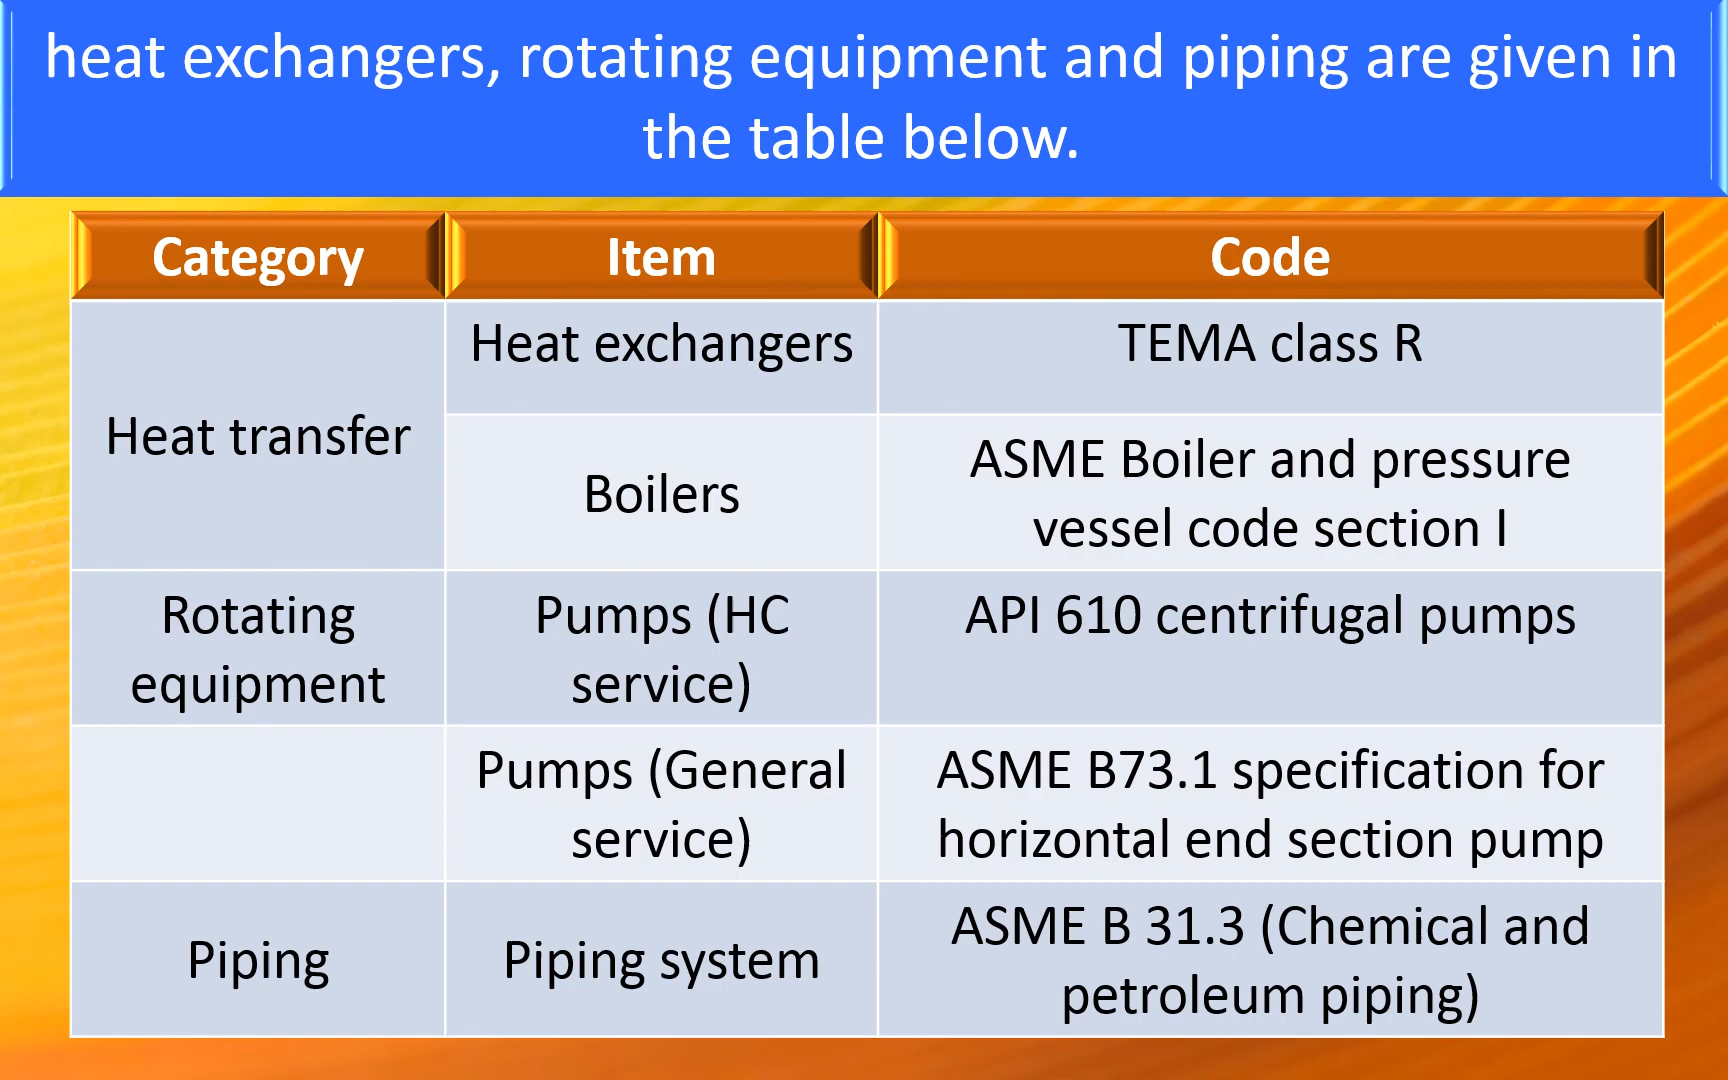 heat exchangers, rotating equipment and piping are given in
the table below.
Category Item Code
Heat transfer
Heat exchangers
TEMA class R
Boilers
ASME Boiler and pressure
vessel code section I
Rotating
equipment
Pumps (HC
service)
API 610 centrifugal pumps
Pumps (General
service)
ASME B73.1 specification for
horizontal end section pump
Piping
Piping system
ASME B 31.3 (Chemical and
petroleum piping)